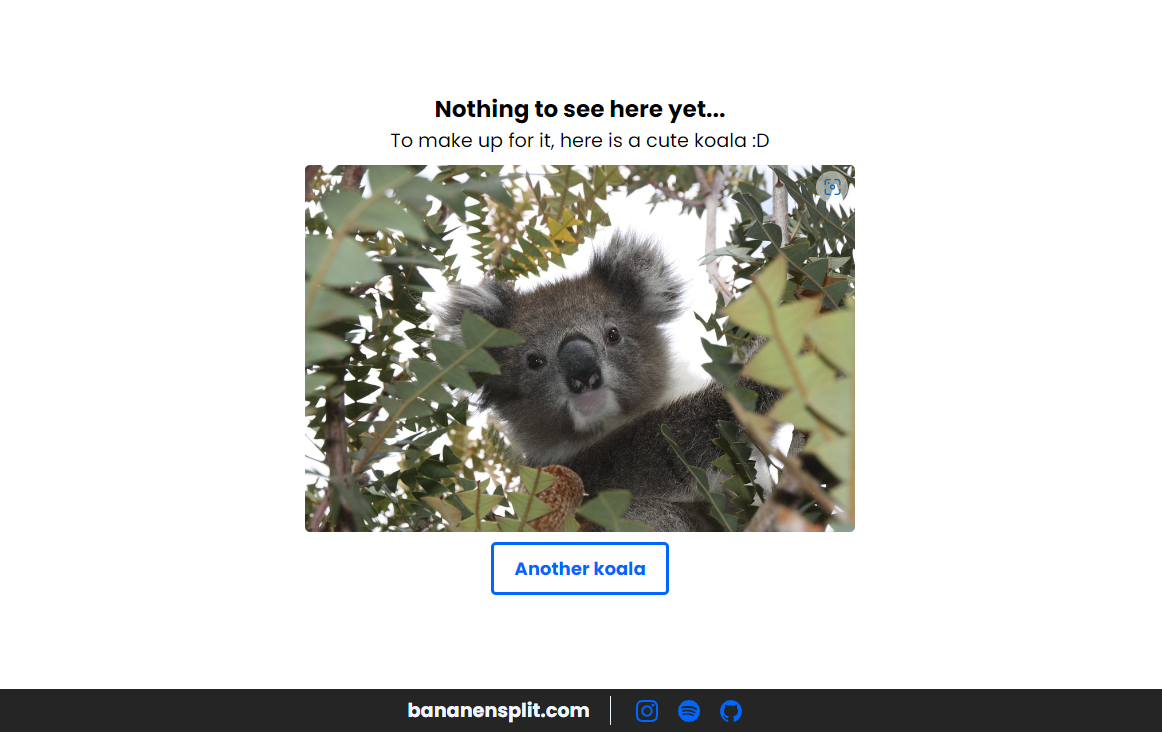 Nothing to see here yet...
To make up for it, here is a cute koala :D
Another koala
bananensplit.com